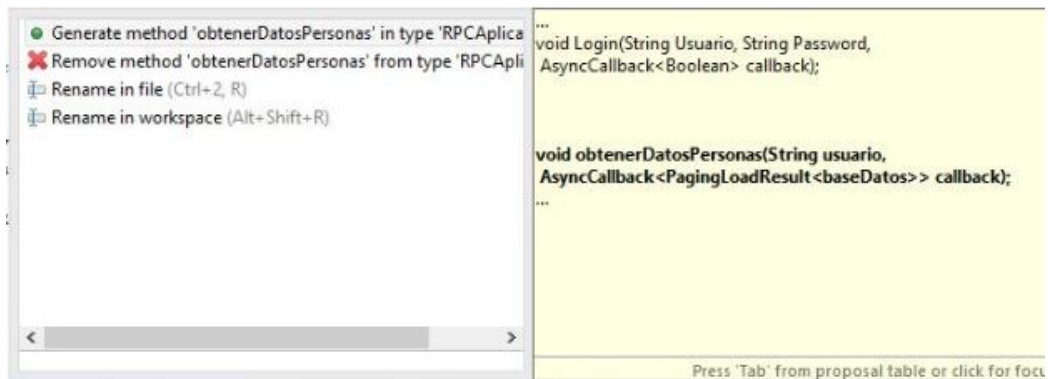 Generate method 'obtenerDatosPersonas' in type 'RPCAplica
Remove method 'obtenerDatosPersonas' from type 'RPCApli
Rename in file (Ctrl+2, R)
Rename in workspace (Alt+Shift+R)
...
void Login(String Usuario, String Password,
AsyncCallback<Boolean> callback);
void obtenerDatosPersonas(String usuario,
AsyncCallback<PagingLoadResult<baseDatos>> callback);
...
Press 'Tab' from proposal table or click for focu